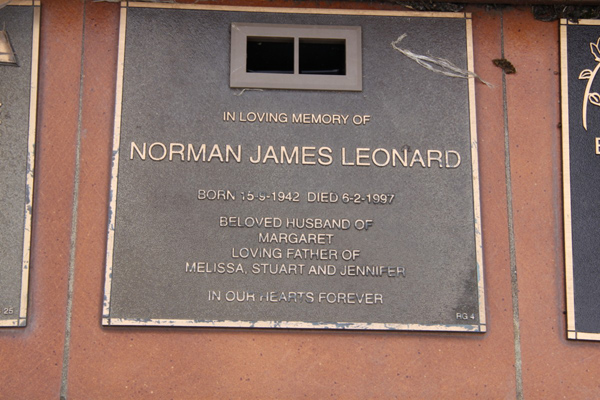 IN LOVING MEMORY OF
NORMAN JAMES LEONARD
BORN 15-9-1942 DIED 6-2-1997
BELOVED HUSBAND OF
MARGARET
LOVING FATHER OF
MELISSA, STUART AND JENNIFER
IN OUR HEARTS FOREVER
RG 4
25